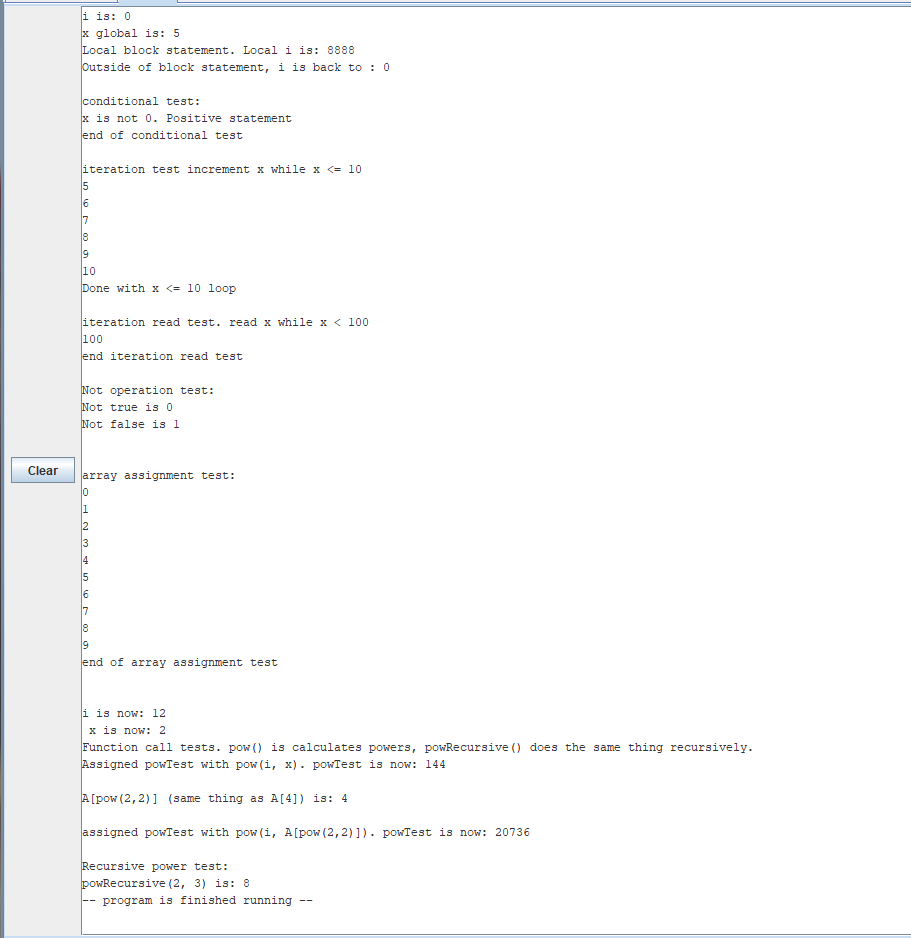 i is: 0
x global is: 5
Local block statement. Local i is: 8888
Outside of block statement, i is back to : 0
conditional test:
x is not 0. Positive statement
end of conditional test
iteration test increment x while x <= 10
5
6
7
8
9
10
Done with x <= 10 loop
iteration read test. read x while x < 100
100
end iteration read test
Not operation test:
Not true is 0
Not false is 1
Clear
array assignment test:
0
1
2
3
4
5
6
7
8
9
end of array assignment test
i is now: 12
x is now: 2
Function call tests. pow() is calculates powers, powRecursive() does the same thing recursively.
Assigned powTest with pow(i, x). powTest is now: 144
A[pow(2,2)] (same thing as A[4]) is: 4
assigned powTest with pow(i, A[pow(2,2)]). powTest is now: 20736
Recursive power test:
powRecursive(2, 3) is: 8
-- program is finished running --